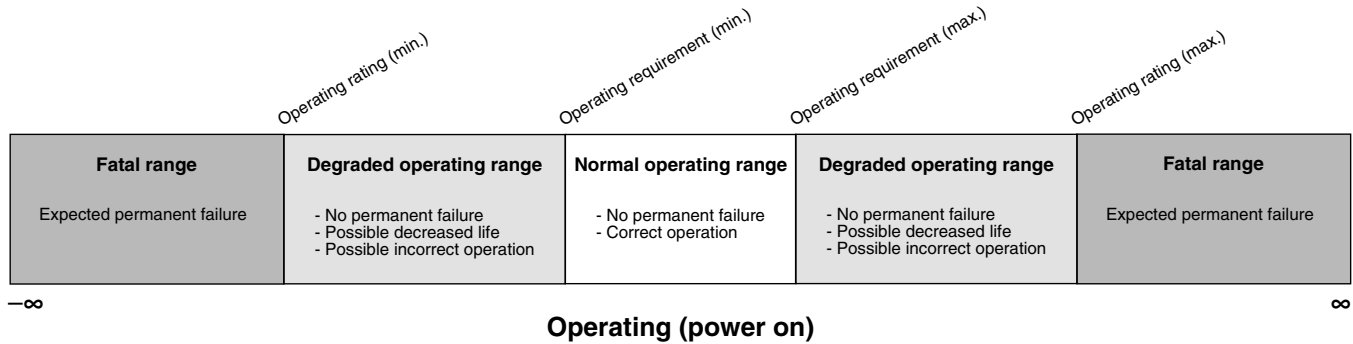 Operating rating (min.)
Operating requirement (min.)
Operating requirement (max.)
Operating rating (max.)
Fatal range
Expected permanent failure
Degraded operating range
- No permanent failure
- Possible decreased life
- Possible incorrect operation
Normal operating range
- No permanent failure
- Correct operation
Degraded operating range
- No permanent failure
- Possible decreased life
- Possible incorrect operation
Fatal range
Expected permanent failure
–∞
∞
Operating (power on)